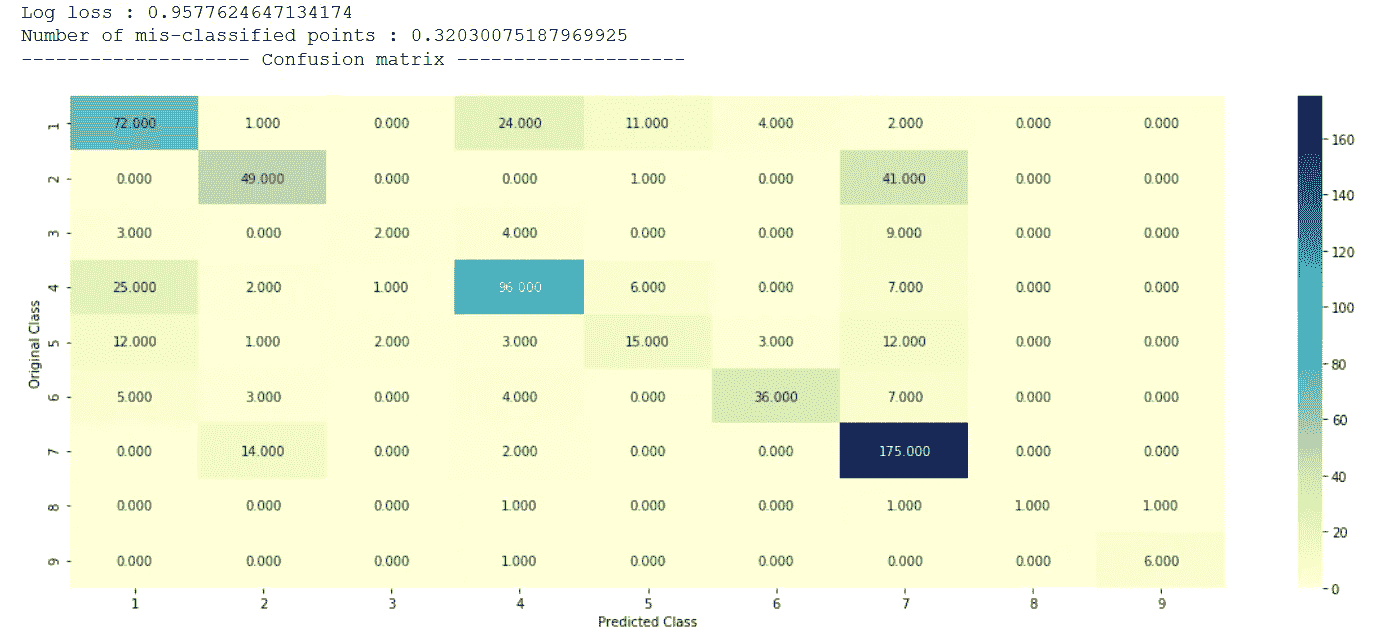 Log loss : 0.9577624647134174
Number of mis-classified points : 0.32030075187969925
-------------------- Confusion matrix --------------------
1 72.000 1.000 0.000 24.000 11.000 4.000 2.000 0.000 0.000
2 0.000 49.000 0.000 0.000 1.000 0.000 41.000 0.000 0.000
3 3.000 0.000 2.000 4.000 0.000 0.000 9.000 0.000 0.000
4 25.000 2.000 1.000 96.000 6.000 0.000 7.000 0.000 0.000
5 12.000 1.000 2.000 3.000 15.000 3.000 12.000 0.000 0.000
6 5.000 3.000 0.000 4.000 0.000 36.000 7.000 0.000 0.000
7 0.000 14.000 0.000 2.000 0.000 0.000 175.000 0.000 0.000
8 0.000 0.000 0.000 1.000 0.000 0.000 1.000 1.000 1.000
9 0.000 0.000 0.000 1.000 0.000 0.000 0.000 0.000 6.000
Original Class
1 2 3 4 5 6 7 8 9
Predicted Class
160
140
120
100
80
60
40
20
0